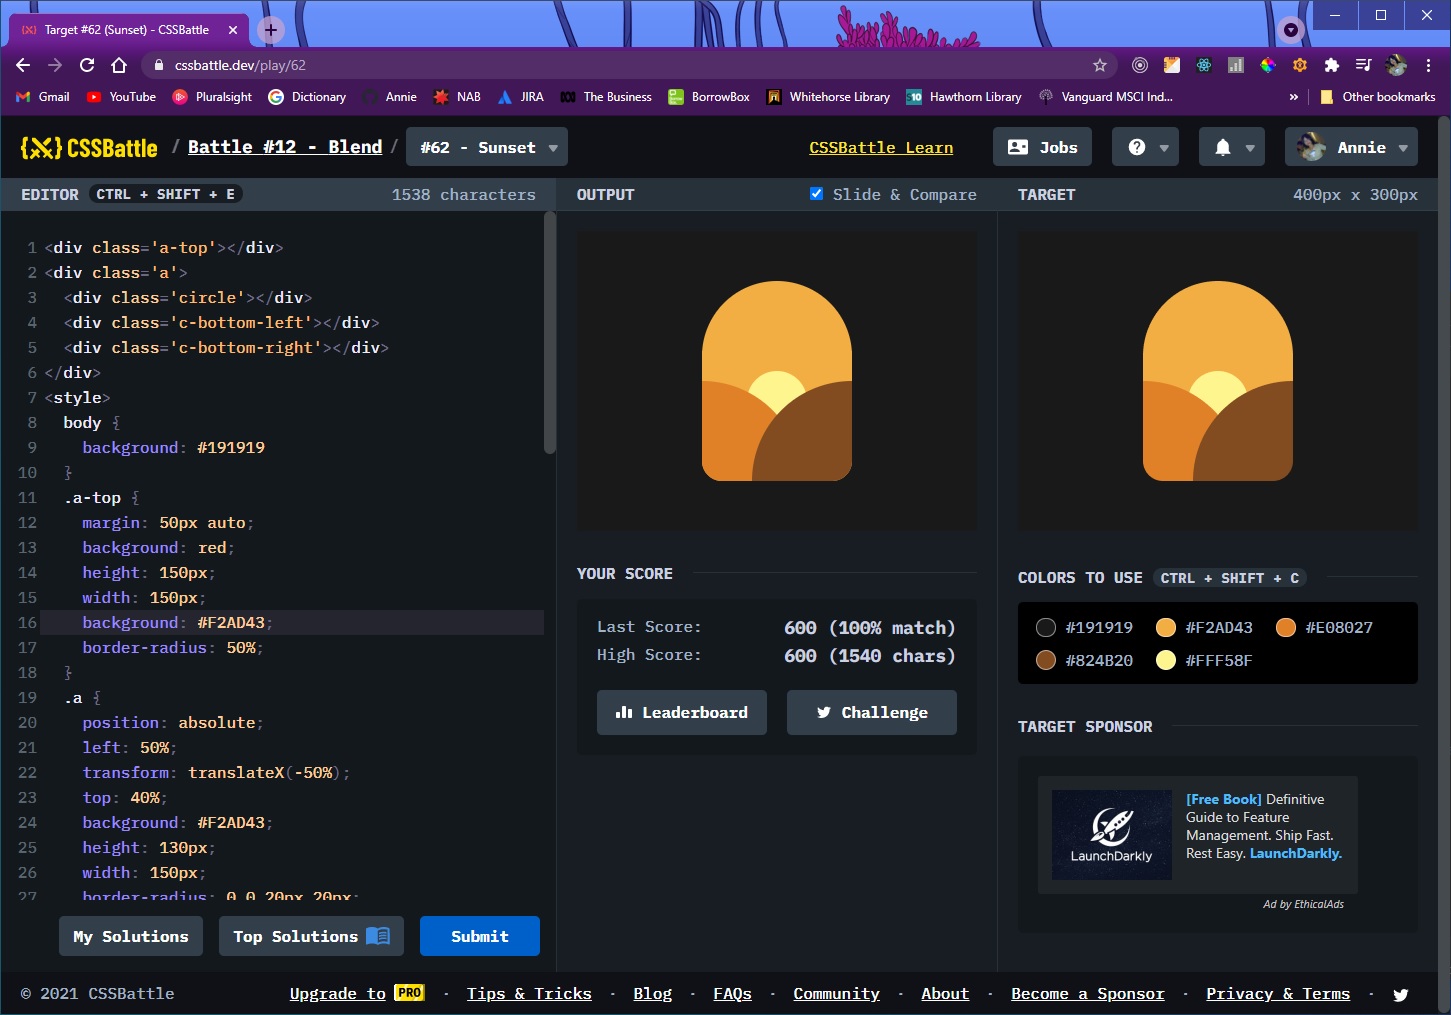 Target #62 (Sunset) - CSSBattle
cssbattle.dev/play/62
Gmail YouTube Pluralsight Dictionary Annie NAB JIRA The Business BorrowBox Whitehorse Library Hawthorn Library Vanguard MSCI Ind... » Other bookmarks
{X} CSSBattle / Battle #12 - Blend / #62 - Sunset CSSBattle Learn Jobs Annie
EDITOR CTRL + SHIFT + E 1538 characters OUTPUT Slide & Compare TARGET 400px x 300px
1 <div class='a-top'></div>
2 <div class='a'>
3 <div class='circle'></div>
4 <div class='c-bottom-left'></div>
5 <div class='c-bottom-right'></div>
6 </div>
7 <style>
8 body {
9 background: #191919
10 }
11 .a-top {
12 margin: 50px auto;
13 background: red;
14 height: 150px;
15 width: 150px;
16 background: #F2AD43;
17 border-radius: 50%;
18 }
19 .a {
20 position: absolute;
21 left: 50%;
22 transform: translateX(-50%);
23 top: 40%;
24 background: #F2AD43;
25 height: 130px;
26 width: 150px;
27 border-radius: 0 0 20px 20px;
My Solutions Top Solutions Submit
YOUR SCORE
Last Score: 600 (100% match)
High Score: 600 (1540 chars)
Leaderboard Challenge
COLORS TO USE CTRL + SHIFT + C
#191919 #F2AD43 #E08027
#824B20 #FFF58F
TARGET SPONSOR
LaunchDarkly
[Free Book] Definitive
Guide to Feature
Management. Ship Fast.
Rest Easy. LaunchDarkly.
Ad by EthicalAds
© 2021 CSSBattle Upgrade to PRO · Tips & Tricks · Blog · FAQs · Community · About · Become a Sponsor · Privacy & Terms ·